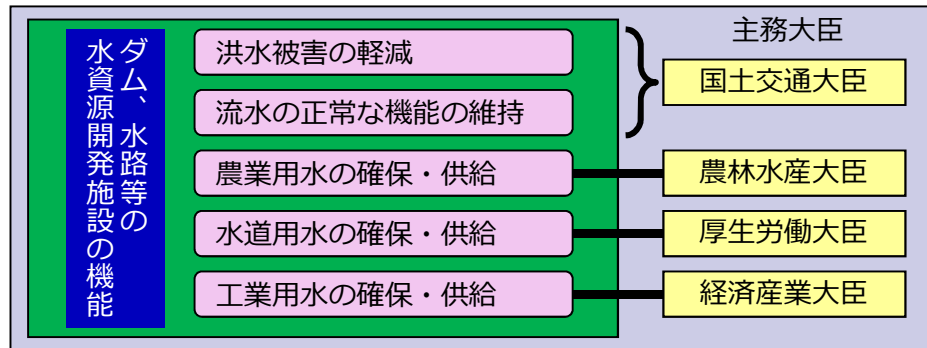 ダム、水路等の
水資源開発施設の機能
洪水被害の軽減
流水の正常な機能の維持
農業用水の確保・供給
水道用水の確保・供給
工業用水の確保・供給
主務大臣
国土交通大臣
農林水産大臣
厚生労働大臣
経済産業大臣